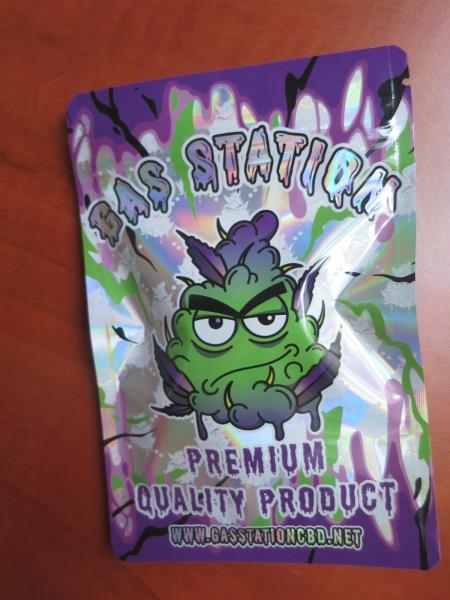 GAS STATION
PREMIUM
QUALITY PRODUCT
WWW.GASSTATIONCBD.NET